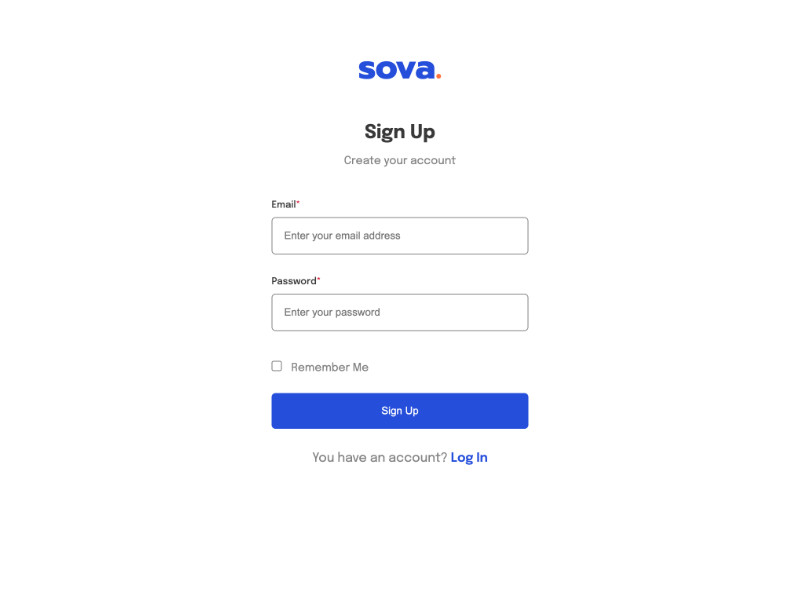 sova.
Sign Up
Create your account
Email*
Enter your email address
Password*
Enter your password
Remember Me
Sign Up
You have an account? Log In